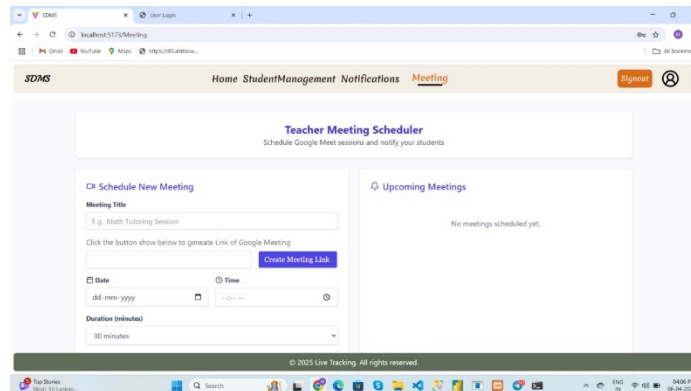 SDMS
User Login
localhost:5173/Meeting
Gmail
YouTube
Maps
All Bookma
SDMS
Home StudentManagement Notifications Meeting
Signout
Teacher Meeting Scheduler
Schedule Google Meet sessions and notify your students
Schedule New Meeting
Meeting Title
E.g., Math Tutoring Session
Click the button show below to geneate Link of Google Meeting
Create Meeting Link
Date
Time
dd-mm-yyyy
--:-- --
Duration (minutes)
30 minutes
Upcoming Meetings
No meetings scheduled yet.
© 2025 Live Tracking. All rights reserved.
Top Stories
Search
ENG
IN